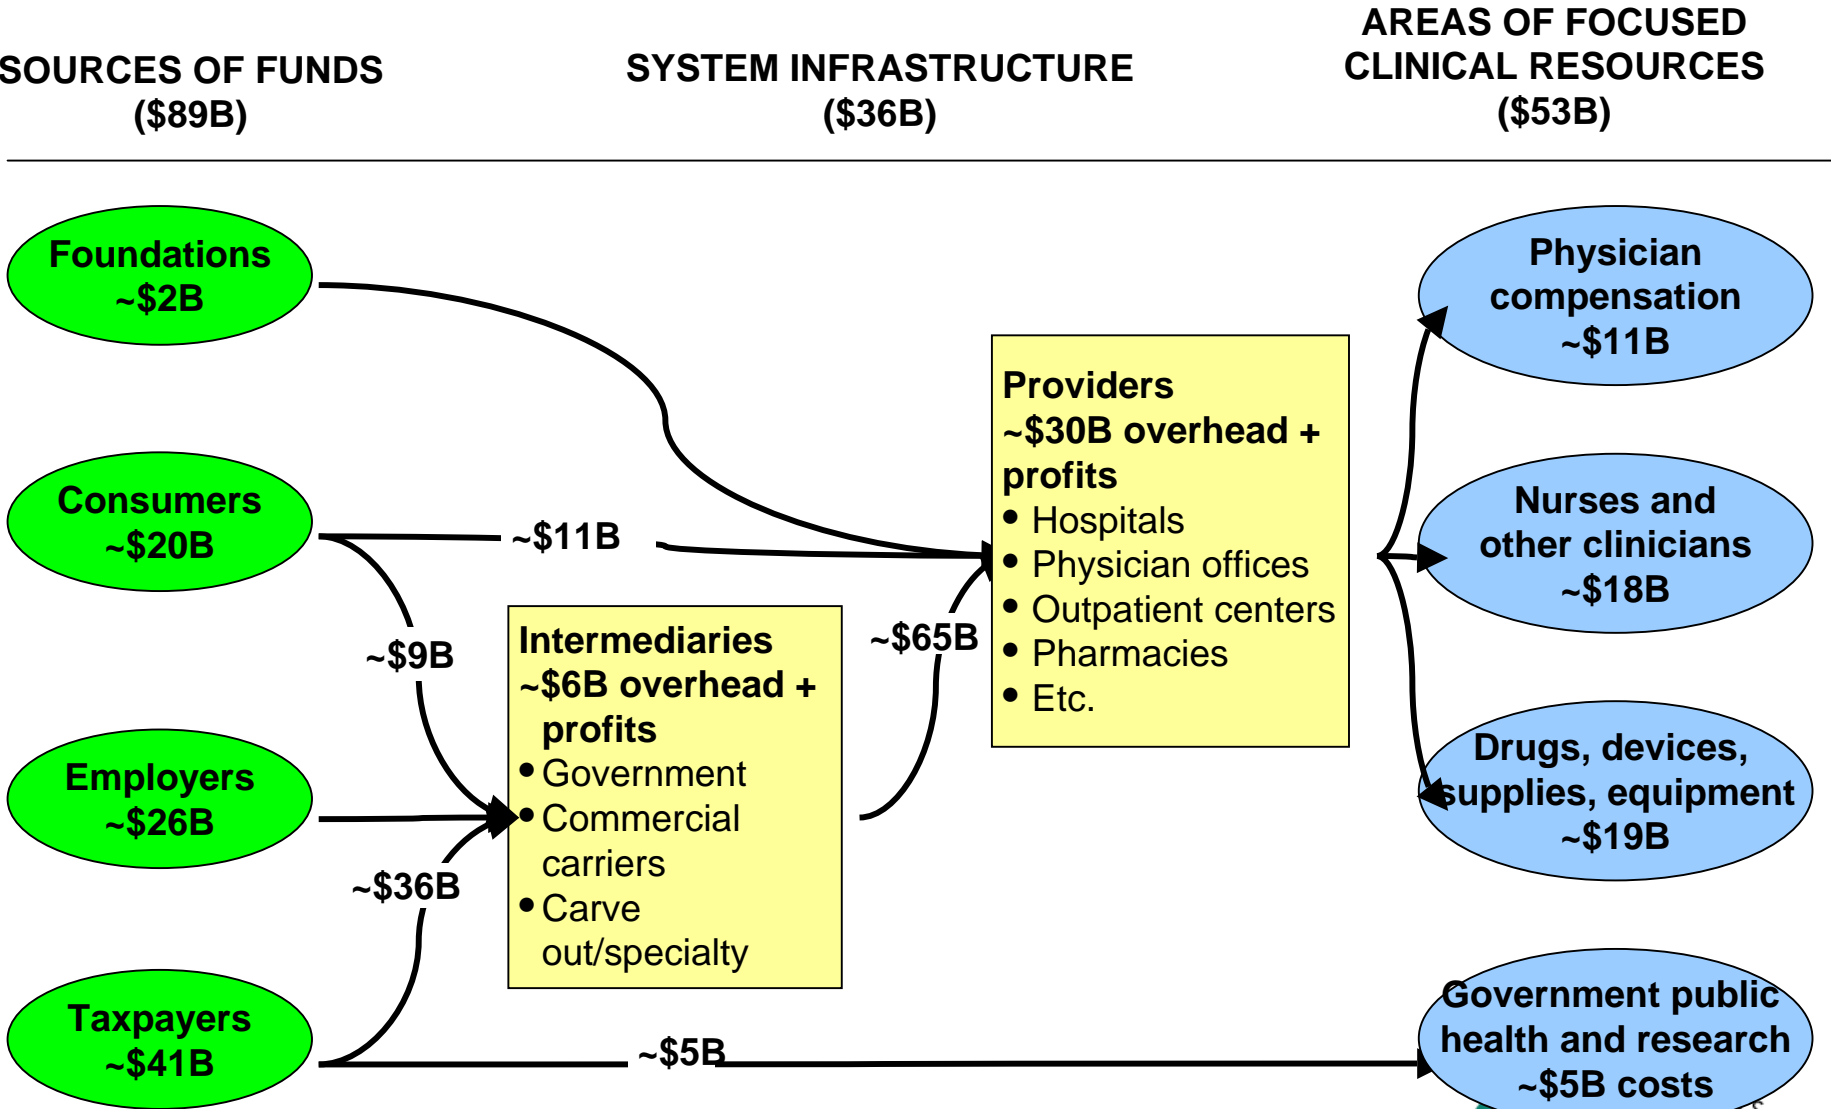 SOURCES OF FUNDS
($89B)
SYSTEM INFRASTRUCTURE
($36B)
AREAS OF FOCUSED
CLINICAL RESOURCES
($53B)
Foundations
~$2B
Consumers
~$20B
Employers
~$26B
Taxpayers
~$41B
~$11B
~$9B
~$36B
~$5B
Intermediaries
~$6B overhead +
profits
• Government
• Commercial
carriers
• Carve
out/specialty
~$65B
Providers
~$30B overhead +
profits
• Hospitals
• Physician offices
• Outpatient centers
• Pharmacies
• Etc.
Physician
compensation
~$11B
Nurses and
other clinicians
~$18B
Drugs, devices,
supplies, equipment
~$19B
Government public
health and research
~$5B costs